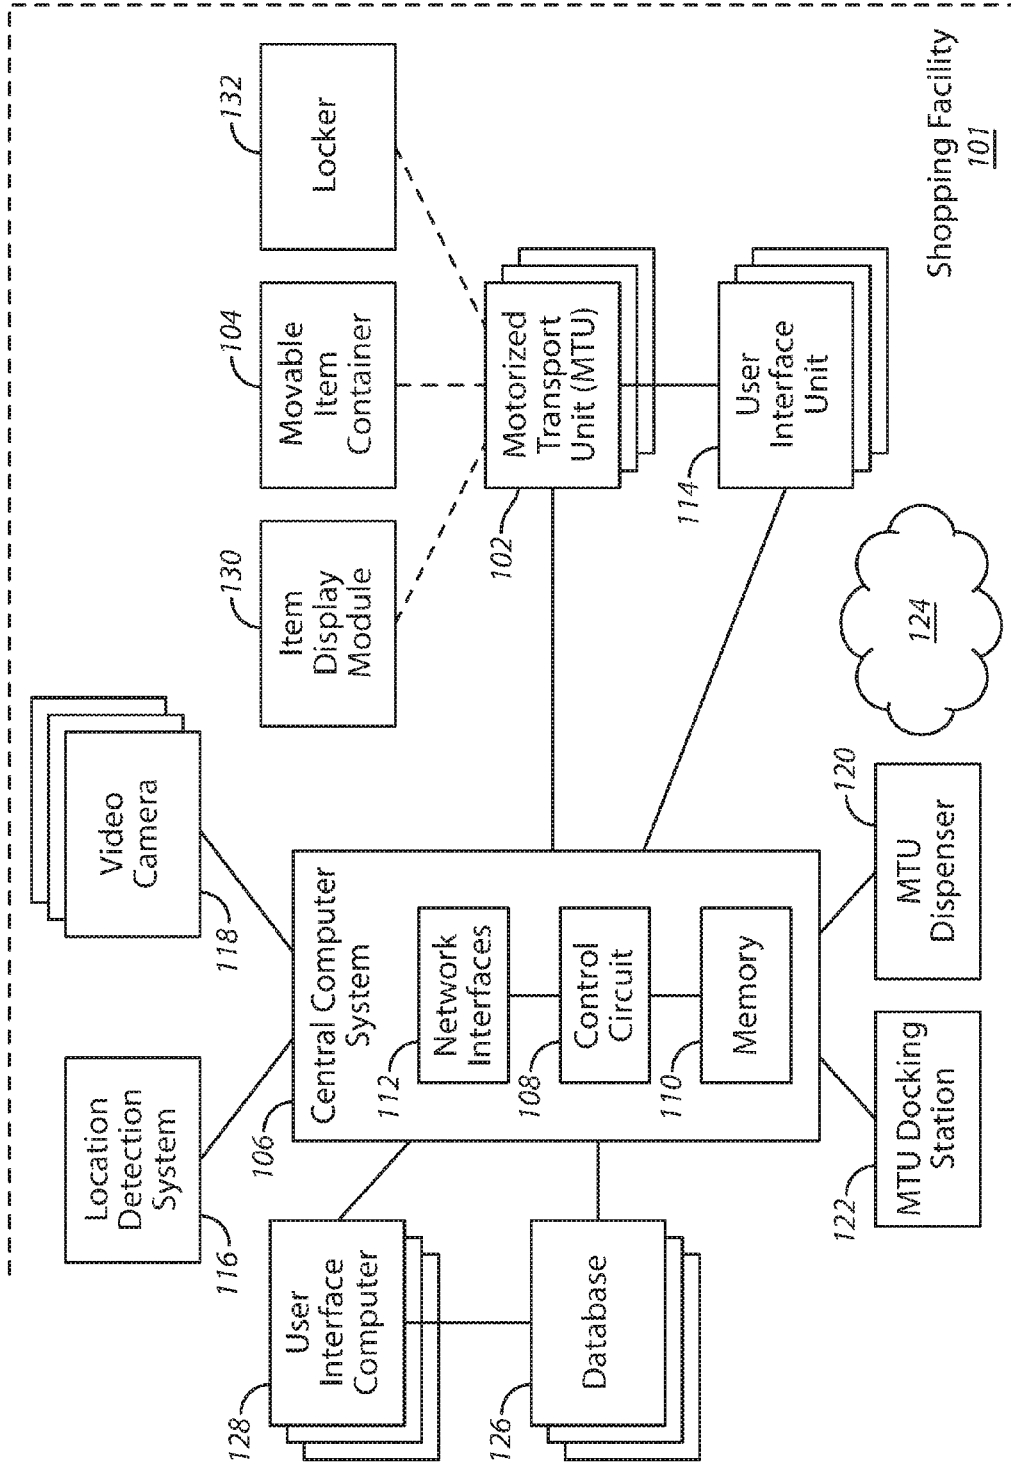 116
Location
Detection
System
118
Video
Camera
130
Item
Display
Module
104
Movable
Item
Container
132
Locker
128
User
Interface
Computer
106
Central Computer
System
112
Network
Interfaces
108
Control
Circuit
110
Memory
102
Motorized
Transport
Unit (MTU)
126
Database
114
User
Interface
Unit
122
MTU Docking
Station
120
MTU
Dispenser
124
Shopping Facility
101